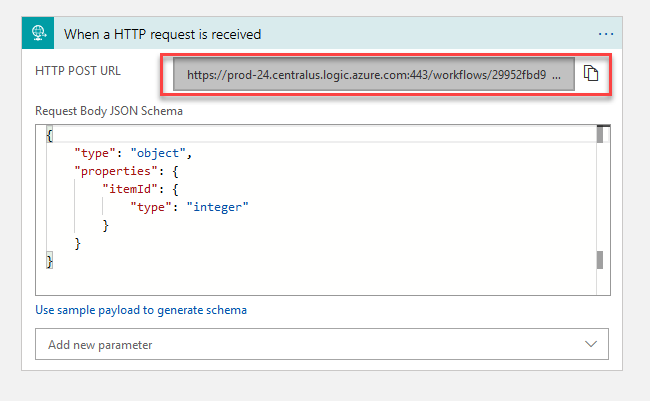 When a HTTP request is received ...
HTTP POST URL https://prod-24.centralus.logic.azure.com:443/workflows/29952fbd9 ...
Request Body JSON Schema
{
"type": "object",
"properties": {
"itemId": {
"type": "integer"
}
}
}
Use sample payload to generate schema
Add new parameter